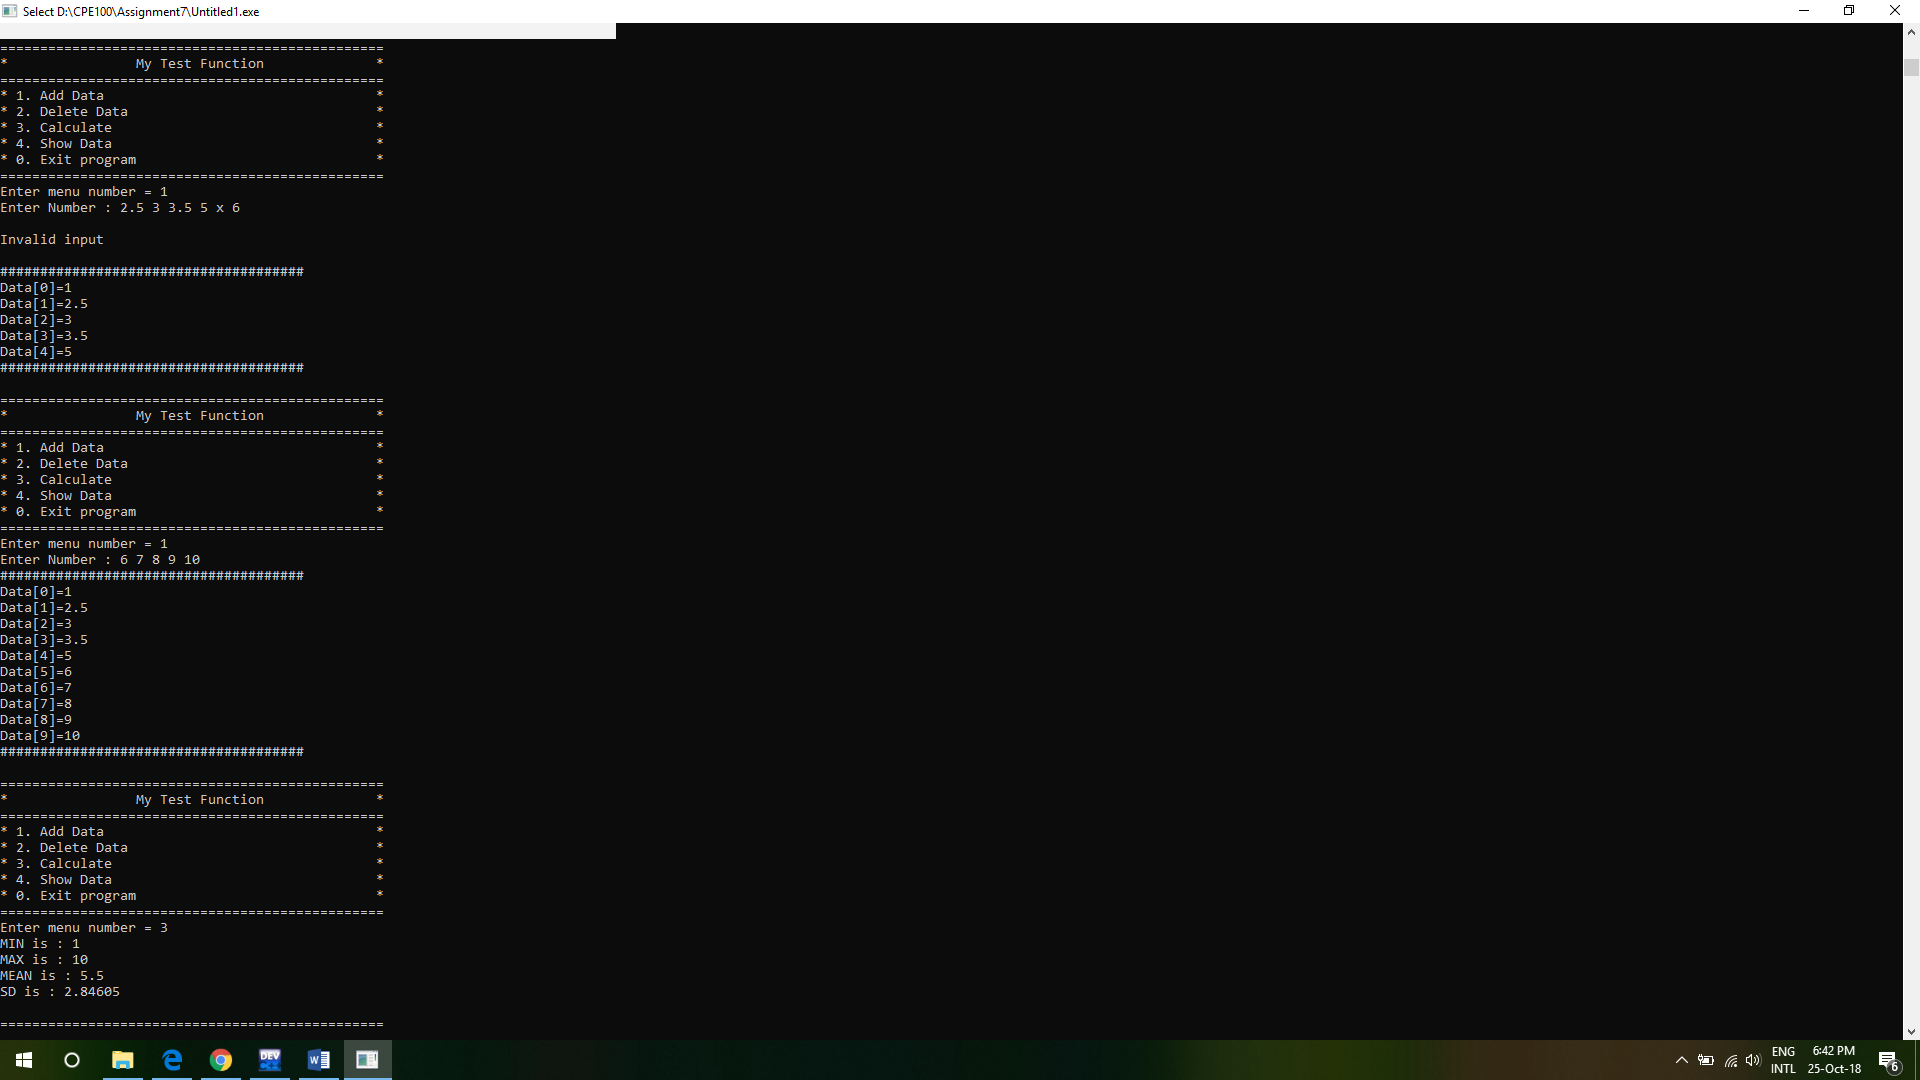 Select D:\CPE100\Assignment7\Untitled1.exe
================================================
*                My Test Function              *
================================================
* 1. Add Data                                  *
* 2. Delete Data                               *
* 3. Calculate                                 *
* 4. Show Data                                 *
* 0. Exit program                              *
================================================
Enter menu number = 1
Enter Number : 2.5 3 3.5 5 x 6
Invalid input
######################################
Data[0]=1
Data[1]=2.5
Data[2]=3
Data[3]=3.5
Data[4]=5
######################################
================================================
*                My Test Function              *
================================================
* 1. Add Data                                  *
* 2. Delete Data                               *
* 3. Calculate                                 *
* 4. Show Data                                 *
* 0. Exit program                              *
================================================
Enter menu number = 1
Enter Number : 6 7 8 9 10
######################################
Data[0]=1
Data[1]=2.5
Data[2]=3
Data[3]=3.5
Data[4]=5
Data[5]=6
Data[6]=7
Data[7]=8
Data[8]=9
Data[9]=10
######################################
================================================
*                My Test Function              *
================================================
* 1. Add Data                                  *
* 2. Delete Data                               *
* 3. Calculate                                 *
* 4. Show Data                                 *
* 0. Exit program                              *
================================================
Enter menu number = 3
MIN is : 1
MAX is : 10
MEAN is : 5.5
SD is : 2.84605
================================================
DEV C++
W
ENG 6:42 PM
INTL 25-Oct-18
6